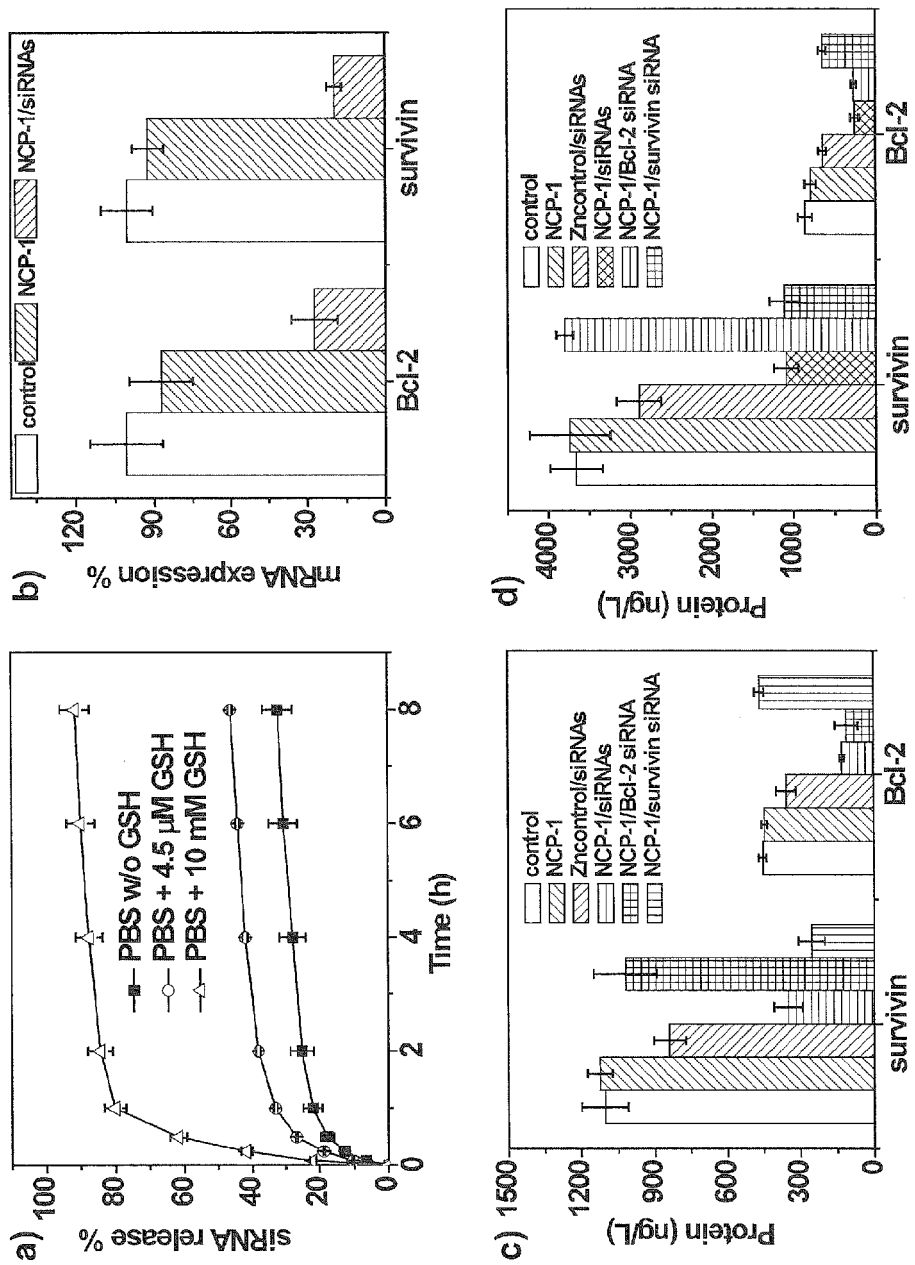 a)
siRNA release %
100
80
60
40
20
0
PBS w/o GSH
PBS + 4.5 µM GSH
PBS + 10 mM GSH
0 2 4 6 8
Time (h)
b)
mRNA expression %
120
90
60
30
0
control NCP-1 NCP-1/siRNAs
Bcl-2 survivin
c)
Protein (ng/L)
1500
1200
900
600
300
0
control
NCP-1
Zncontrol/siRNAs
NCP-1/siRNAs
NCP-1/Bcl-2 siRNA
NCP-1/survivin siRNA
survivin Bcl-2
d)
Protein (ng/L)
4000
3000
2000
1000
0
control
NCP-1
Zncontrol/siRNAs
NCP-1/siRNAs
NCP-1/Bcl-2 siRNA
NCP-1/survivin siRNA
survivin Bcl-2